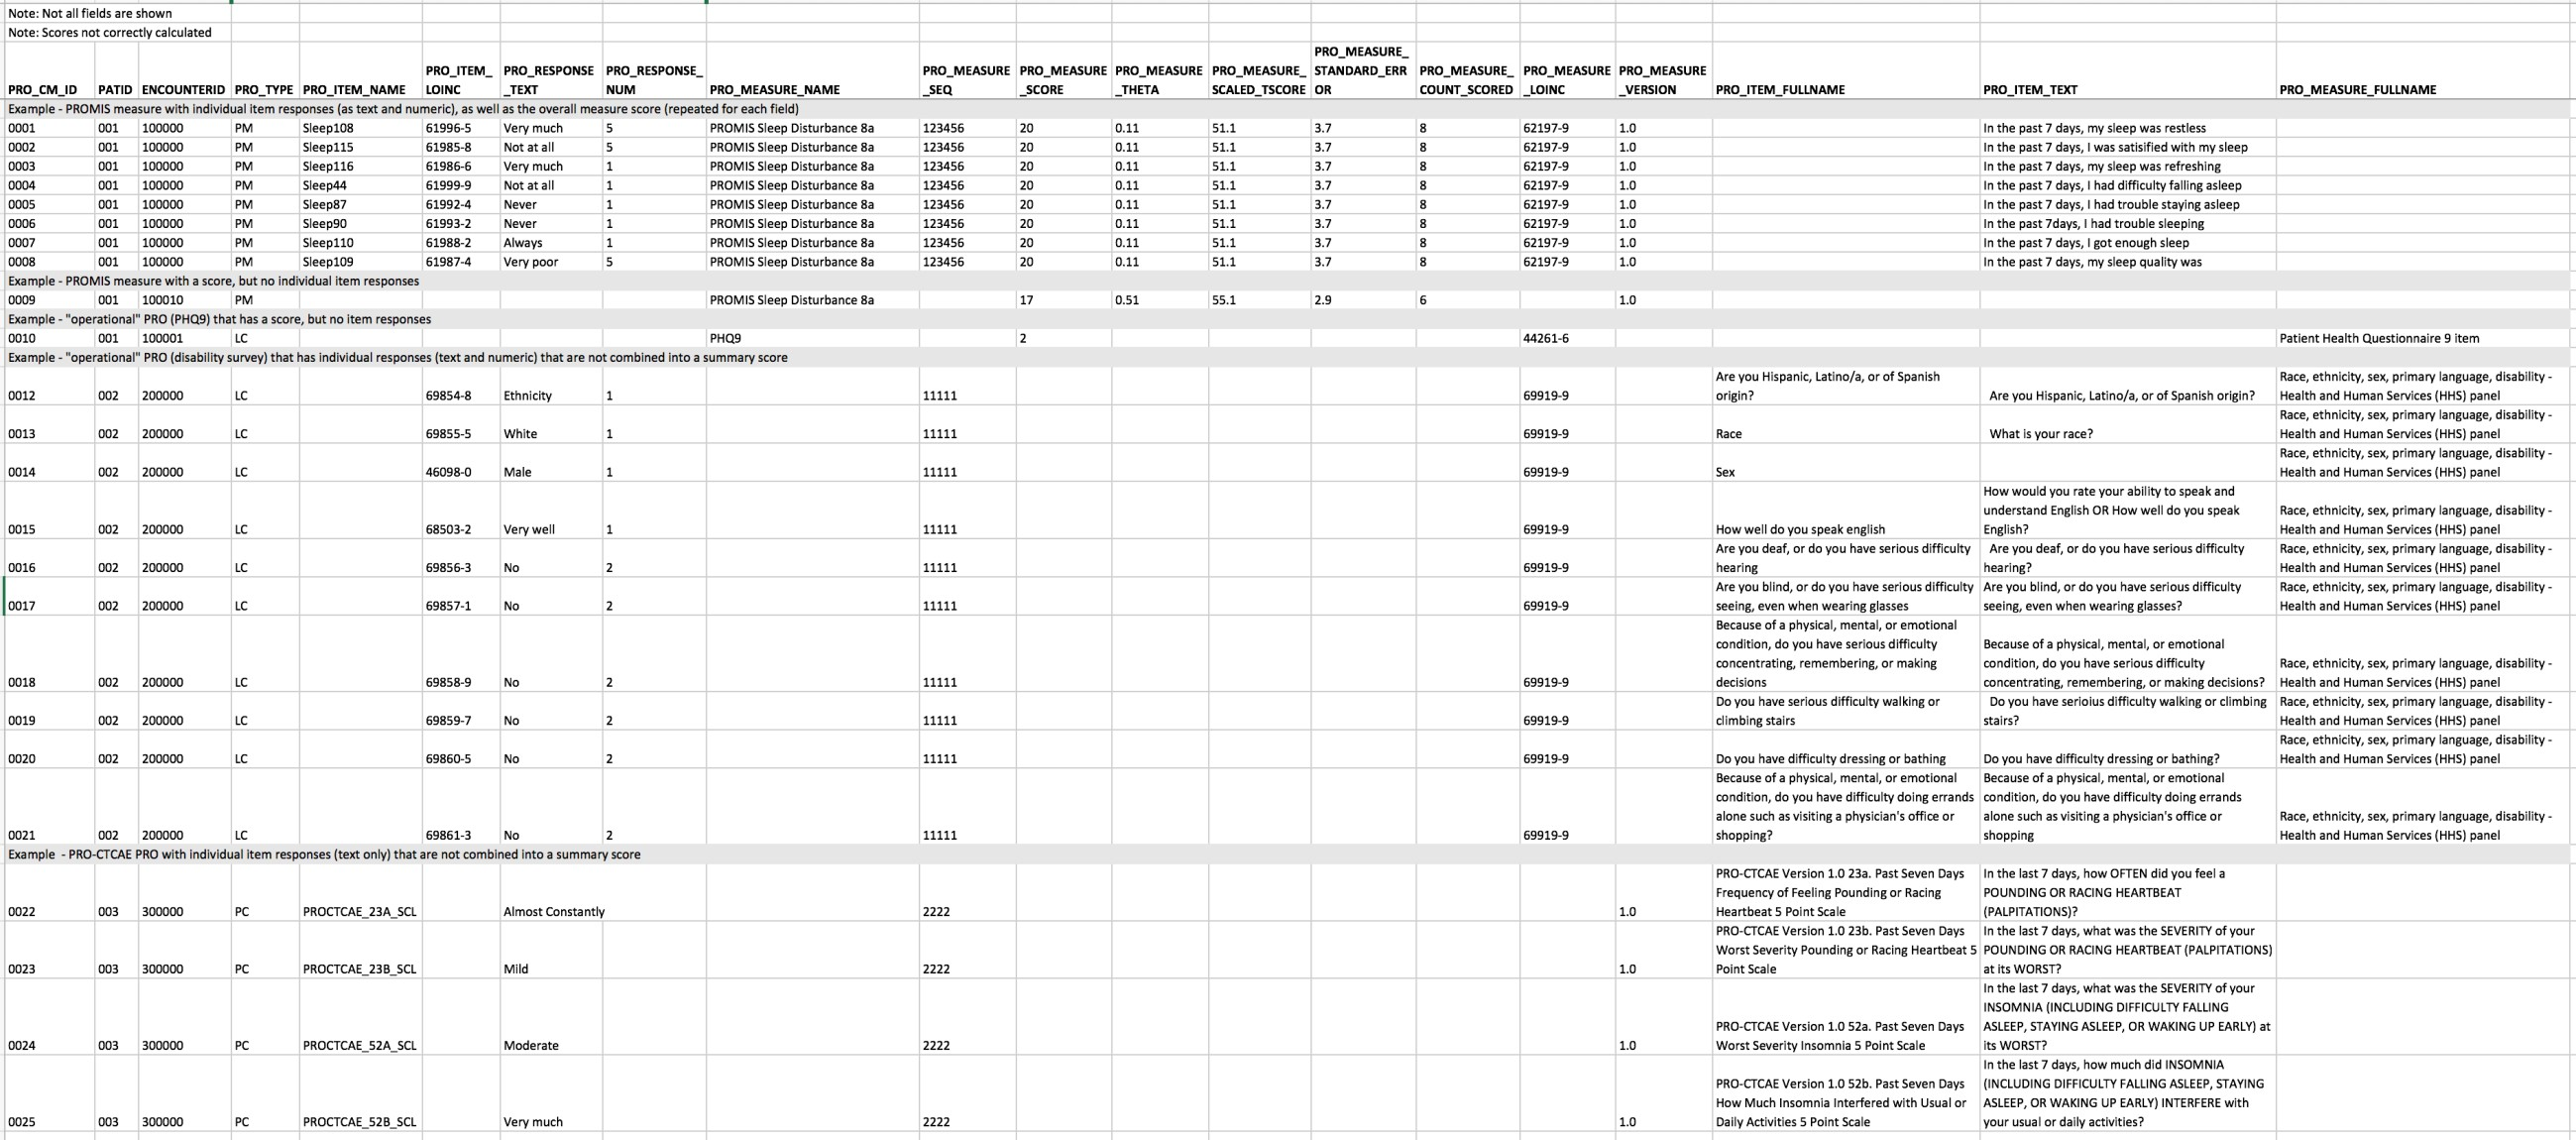 Note: Not all fields are shown
Note: Scores not correctly calculated
PRO_CM_ID PATID ENCOUNTERID PRO_TYPE PRO_ITEM_NAME PRO_ITEM_LOINC PRO_RESPONSE_TEXT PRO_RESPONSE_NUM PRO_MEASURE_NAME PRO_MEASURE_SEQ PRO_MEASURE_SCORE PRO_MEASURE_THETA PRO_MEASURE_SCALED_TSCORE PRO_MEASURE_STANDARD_ERROR PRO_MEASURE_COUNT_SCORED PRO_MEASURE_LOINC PRO_MEASURE_VERSION PRO_ITEM_FULLNAME PRO_ITEM_TEXT PRO_MEASURE_FULLNAME
Example - PROMIS measure with individual item responses (as text and numeric), as well as the overall measure score (repeated for each field)
0001 001 100000 PM Sleep108 61996-5 Very much 5 PROMIS Sleep Disturbance 8a 123456 20 0.11 51.1 3.7 8 62197-9 1.0 In the past 7 days, my sleep was restless
0002 001 100000 PM Sleep115 61985-8 Not at all 5 PROMIS Sleep Disturbance 8a 123456 20 0.11 51.1 3.7 8 62197-9 1.0 In the past 7 days, I was satisified with my sleep
0003 001 100000 PM Sleep116 61986-6 Very much 1 PROMIS Sleep Disturbance 8a 123456 20 0.11 51.1 3.7 8 62197-9 1.0 In the past 7 days, my sleep was refreshing
0004 001 100000 PM Sleep44 61999-9 Not at all 1 PROMIS Sleep Disturbance 8a 123456 20 0.11 51.1 3.7 8 62197-9 1.0 In the past 7 days, I had difficulty falling asleep
0005 001 100000 PM Sleep87 61992-4 Never 1 PROMIS Sleep Disturbance 8a 123456 20 0.11 51.1 3.7 8 62197-9 1.0 In the past 7 days, I had trouble staying asleep
0006 001 100000 PM Sleep90 61993-2 Never 1 PROMIS Sleep Disturbance 8a 123456 20 0.11 51.1 3.7 8 62197-9 1.0 In the past 7days, I had trouble sleeping
0007 001 100000 PM Sleep110 61988-2 Always 1 PROMIS Sleep Disturbance 8a 123456 20 0.11 51.1 3.7 8 62197-9 1.0 In the past 7 days, I got enough sleep
0008 001 100000 PM Sleep109 61987-4 Very poor 5 PROMIS Sleep Disturbance 8a 123456 20 0.11 51.1 3.7 8 62197-9 1.0 In the past 7 days, my sleep quality was
Example - PROMIS measure with a score, but no individual item responses
0009 001 100010 PM PROMIS Sleep Disturbance 8a 17 0.51 55.1 2.9 6 1.0
Example - "operational" PRO (PHQ9) that has a score, but no item responses
0010 001 100001 LC PHQ9 2 44261-6 Patient Health Questionnaire 9 item
Example - "operational" PRO (disability survey) that has individual responses (text and numeric) that are not combined into a summary score
0012 002 200000 LC 69854-8 Ethnicity 1 11111 69919-9 Are you Hispanic, Latino/a, or of Spanish origin? Are you Hispanic, Latino/a, or of Spanish origin? Race, ethnicity, sex, primary language, disability - Health and Human Services (HHS) panel
0013 002 200000 LC 69855-5 White 1 11111 69919-9 Race What is your race? Race, ethnicity, sex, primary language, disability - Health and Human Services (HHS) panel
0014 002 200000 LC 46098-0 Male 1 11111 69919-9 Sex Race, ethnicity, sex, primary language, disability - Health and Human Services (HHS) panel
0015 002 200000 LC 68503-2 Very well 1 11111 69919-9 How well do you speak english How would you rate your ability to speak and understand English OR How well do you speak English? Race, ethnicity, sex, primary language, disability - Health and Human Services (HHS) panel
0016 002 200000 LC 69856-3 No 2 11111 69919-9 Are you deaf, or do you have serious difficulty hearing Are you deaf, or do you have serious difficulty hearing? Race, ethnicity, sex, primary language, disability - Health and Human Services (HHS) panel
0017 002 200000 LC 69857-1 No 2 11111 69919-9 Are you blind, or do you have serious difficulty seeing, even when wearing glasses Are you blind, or do you have serious difficulty seeing, even when wearing glasses? Race, ethnicity, sex, primary language, disability - Health and Human Services (HHS) panel
0018 002 200000 LC 69858-9 No 2 11111 69919-9 Because of a physical, mental, or emotional condition, do you have serious difficulty concentrating, remembering, or making decisions Because of a physical, mental, or emotional condition, do you have serious difficulty concentrating, remembering, or making decisions? Race, ethnicity, sex, primary language, disability - Health and Human Services (HHS) panel
0019 002 200000 LC 69859-7 No 2 11111 69919-9 Do you have serious difficulty walking or climbing stairs Do you have serioius difficulty walking or climbing stairs? Race, ethnicity, sex, primary language, disability - Health and Human Services (HHS) panel
0020 002 200000 LC 69860-5 No 2 11111 69919-9 Do you have difficulty dressing or bathing Do you have difficulty dressing or bathing? Race, ethnicity, sex, primary language, disability - Health and Human Services (HHS) panel
0021 002 200000 LC 69861-3 No 2 11111 69919-9 Because of a physical, mental, or emotional condition, do you have difficulty doing errands alone such as visiting a physician's office or shopping? Because of a physical, mental, or emotional condition, do you have difficulty doing errands alone such as visiting a physician's office or shopping Race, ethnicity, sex, primary language, disability - Health and Human Services (HHS) panel
Example - PRO-CTCAE PRO with individual item responses (text only) that are not combined into a summary score
0022 003 300000 PC PROCTCAE_23A_SCL Almost Constantly 2222 1.0 PRO-CTCAE Version 1.0 23a. Past Seven Days Frequency of Feeling Pounding or Racing Heartbeat 5 Point Scale In the last 7 days, how OFTEN did you feel a POUNDING OR RACING HEARTBEAT (PALPITATIONS)?
0023 003 300000 PC PROCTCAE_23B_SCL Mild 2222 1.0 PRO-CTCAE Version 1.0 23b. Past Seven Days Worst Severity Pounding or Racing Heartbeat 5 Point Scale In the last 7 days, what was the SEVERITY of your POUNDING OR RACING HEARTBEAT (PALPITATIONS) at its WORST?
0024 003 300000 PC PROCTCAE_52A_SCL Moderate 2222 1.0 PRO-CTCAE Version 1.0 52a. Past Seven Days Worst Severity Insomnia 5 Point Scale In the last 7 days, what was the SEVERITY of your INSOMNIA (INCLUDING DIFFICULTY FALLING ASLEEP, STAYING ASLEEP, OR WAKING UP EARLY) at its WORST?
0025 003 300000 PC PROCTCAE_52B_SCL Very much 2222 1.0 PRO-CTCAE Version 1.0 52b. Past Seven Days How Much Insomnia Interfered with Usual or Daily Activities 5 Point Scale In the last 7 days, how much did INSOMNIA (INCLUDING DIFFICULTY FALLING ASLEEP, STAYING ASLEEP, OR WAKING UP EARLY) INTERFERE with your usual or daily activities?